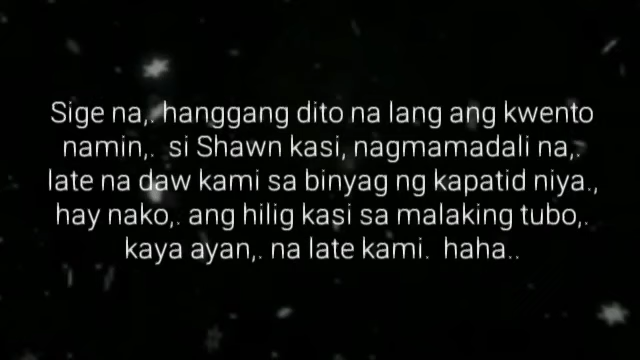 Sige na,. hanggang dito na lang ang kwento
namin,.  si Shawn kasi, nagmamadali na,.
late na daw kami sa binyag ng kapatid niya.,
hay nako,. ang hilig kasi sa malaking tubo,.
kaya ayan,. na late kami.  haha..